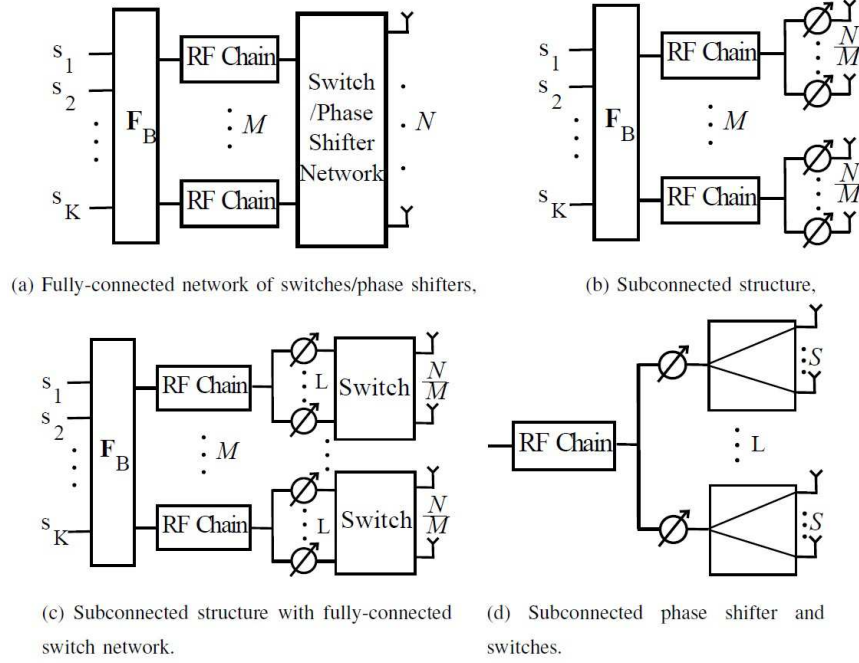 s1
s2
sK
FB
RF Chain
M
RF Chain
Switch
/Phase
Shifter
Network
N
(a) Fully-connected network of switches/phase shifters,
s1
s2
sK
FB
RF Chain
M
RF Chain
N
M
N
M
(b) Subconnected structure,
s1
s2
sK
FB
RF Chain
M
RF Chain
L
Switch
N
M
L
Switch
N
M
(c) Subconnected structure with fully-connected
switch network.
RF Chain
S
L
S
(d) Subconnected phase shifter and
switches.